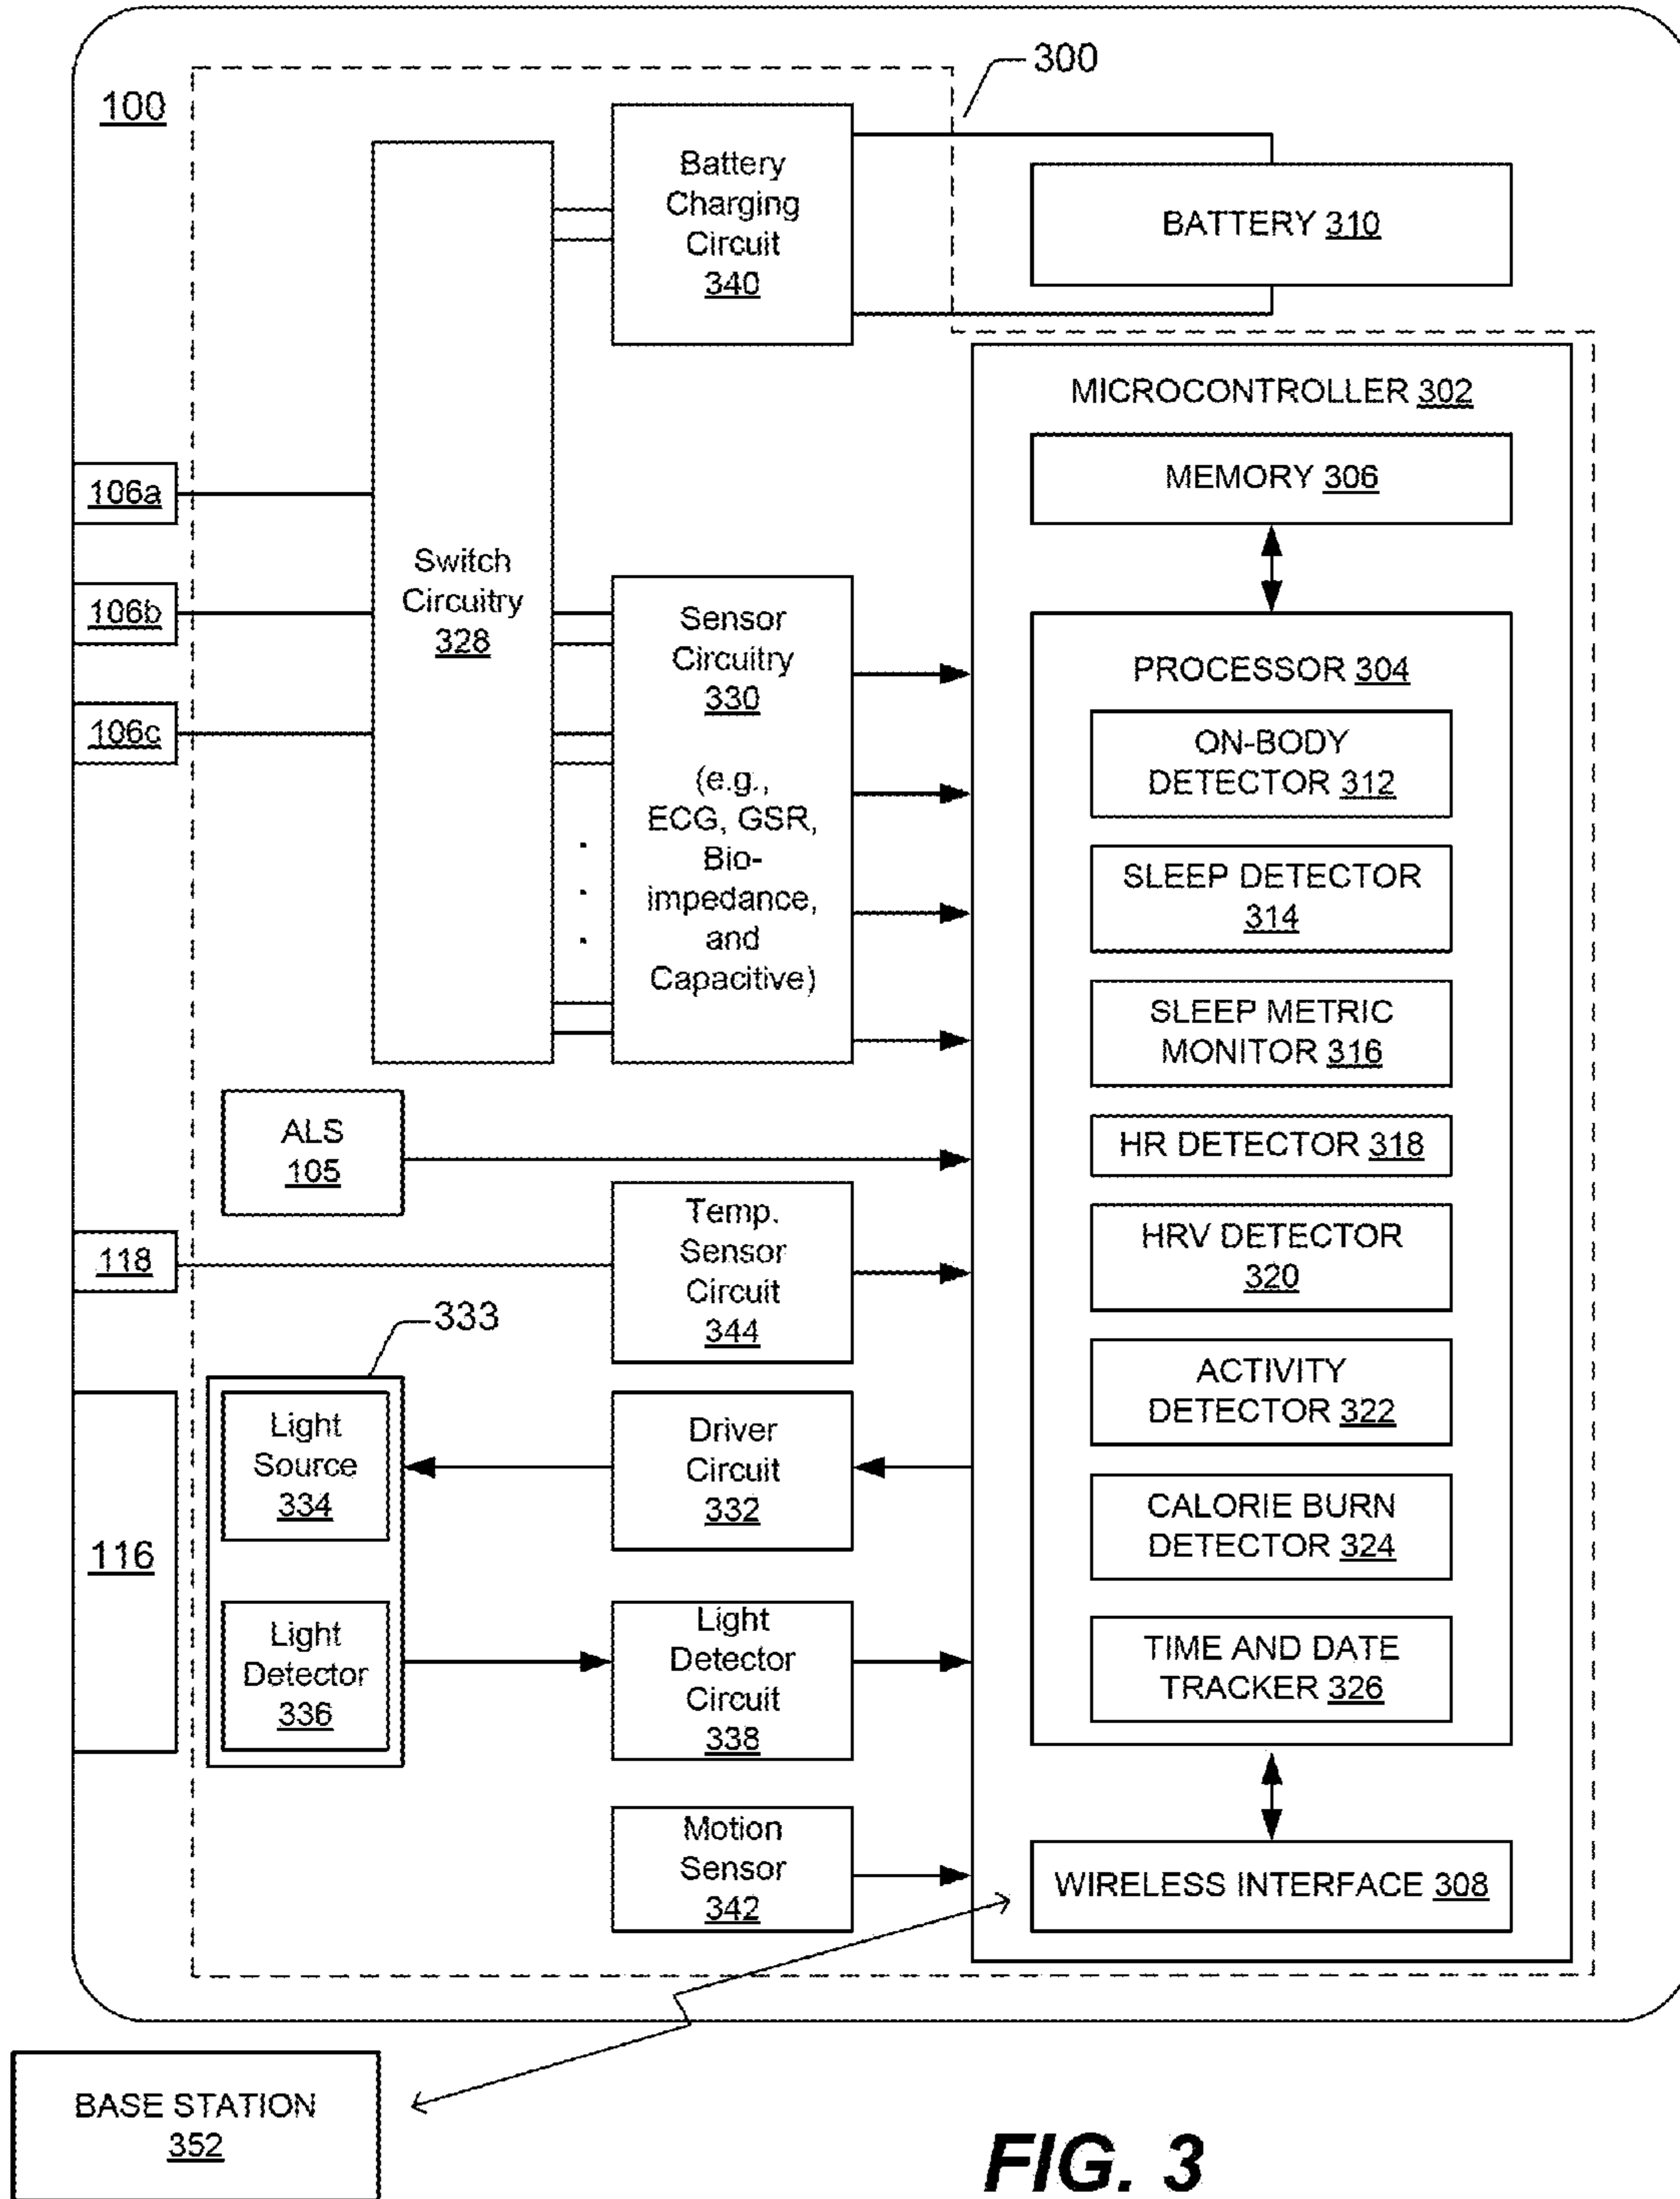 300
100
Battery
Charging
Circuit
340
BATTERY 310
MICROCONTROLLER 302
MEMORY 306
106a
106b
106c
Switch
Circuitry
328
Sensor
Circuitry
330
(e.g.,
ECG, GSR,
Bio-
impedance,
and
Capacitive)
PROCESSOR 304
ON-BODY
DETECTOR 312
SLEEP DETECTOR
314
SLEEP METRIC
MONITOR 316
HR DETECTOR 318
HRV DETECTOR
320
ACTIVITY
DETECTOR 322
CALORIE BURN
DETECTOR 324
TIME AND DATE
TRACKER 326
ALS
105
118
Temp.
Sensor
Circuit
344
333
116
Light
Source
334
Driver
Circuit
332
Light
Detector
336
Light
Detector
Circuit
338
Motion
Sensor
342
WIRELESS INTERFACE 308
BASE STATION
352
FIG. 3